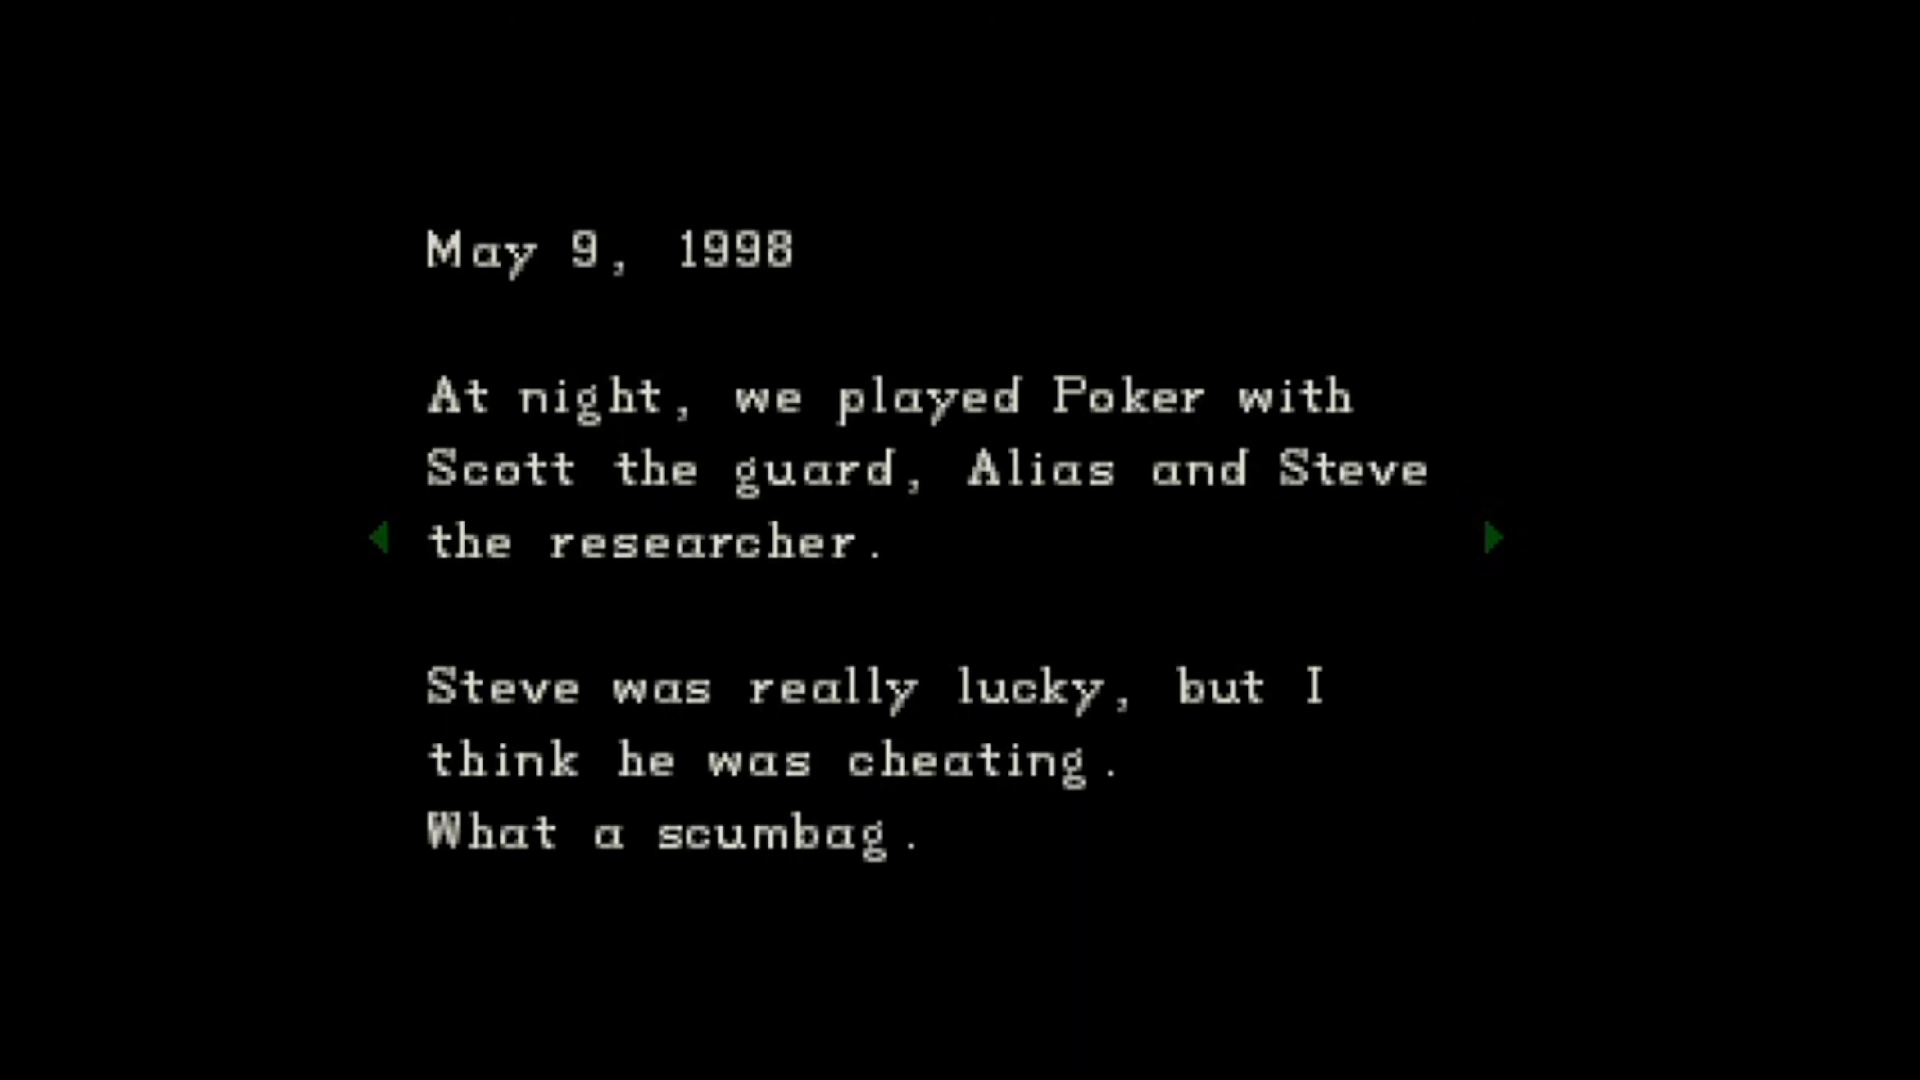 May 9, 1998
At night, we played Poker with
Scott the guard, Alias and Steve
the researcher.
Steve was really lucky, but I
think he was cheating.
What a scumbag.